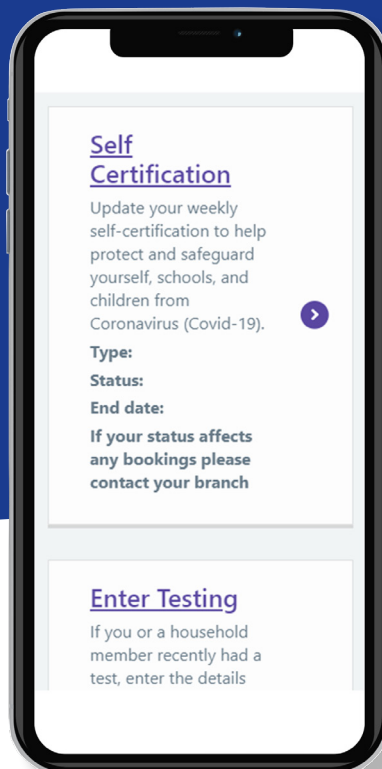 Self
Certification
Update your weekly
self-certification to help
protect and safeguard
yourself, schools, and
children from
Coronavirus (Covid-19).
Type:
Status:
End date:
If your status affects
any bookings please
contact your branch
Enter Testing
If you or a household
member recently had a
test, enter the details